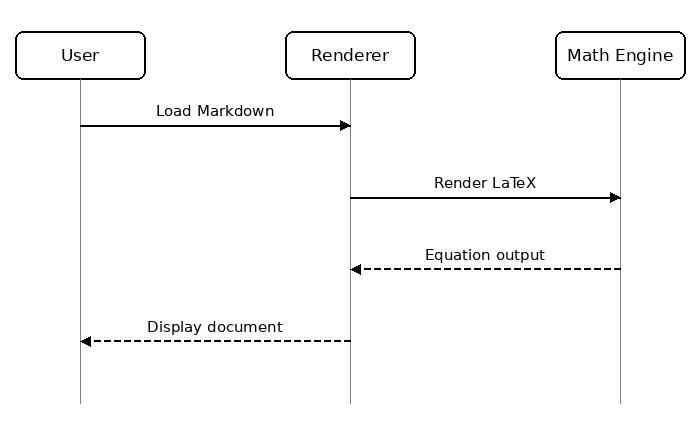 User
Renderer
Math Engine
Load Markdown
Render LaTeX
Equation output
Display document